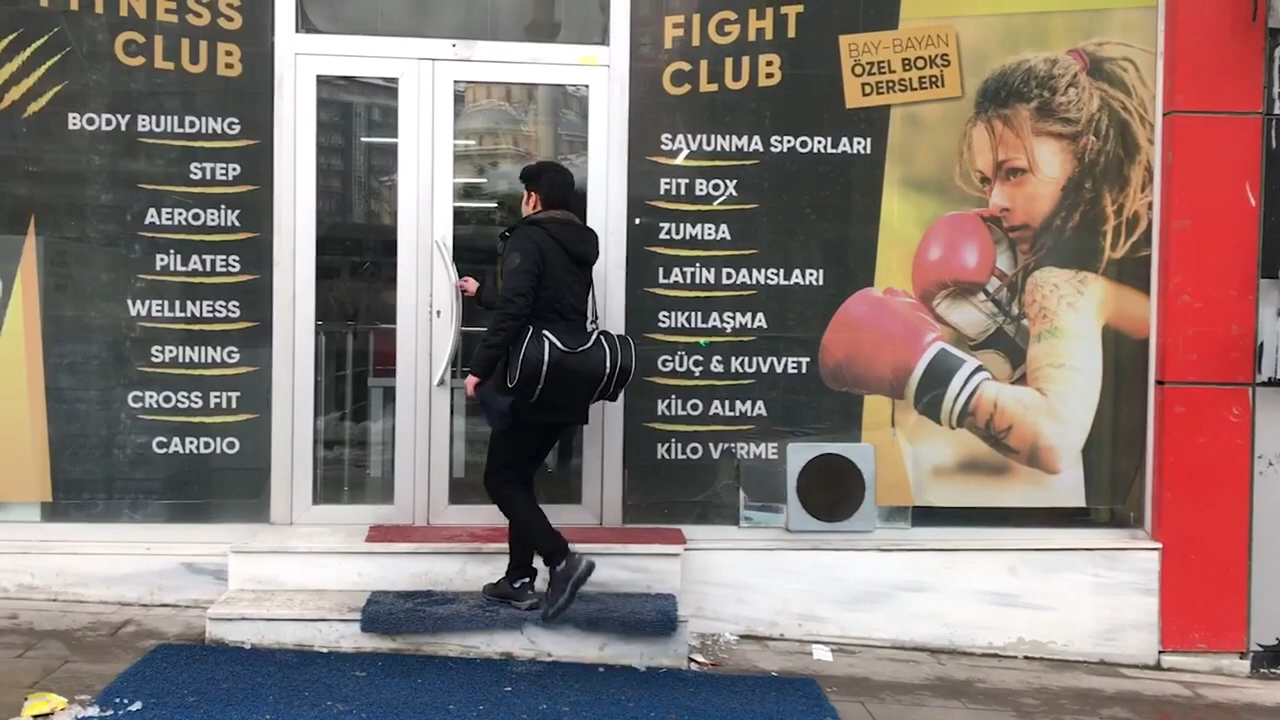 FITNESS
CLUB
BODY BUILDING
STEP
AEROBİK
PİLATES
WELLNESS
SPINING
CROSS FIT
CARDIO
FIGHT
CLUB
BAY-BAYAN
ÖZEL BOKS
DERSLERİ
SAVUNMA SPORLARI
FIT BOX
ZUMBA
LATİN DANSLARI
SIKILAŞMA
GÜÇ & KUVVET
KİLO ALMA
KİLO VERME